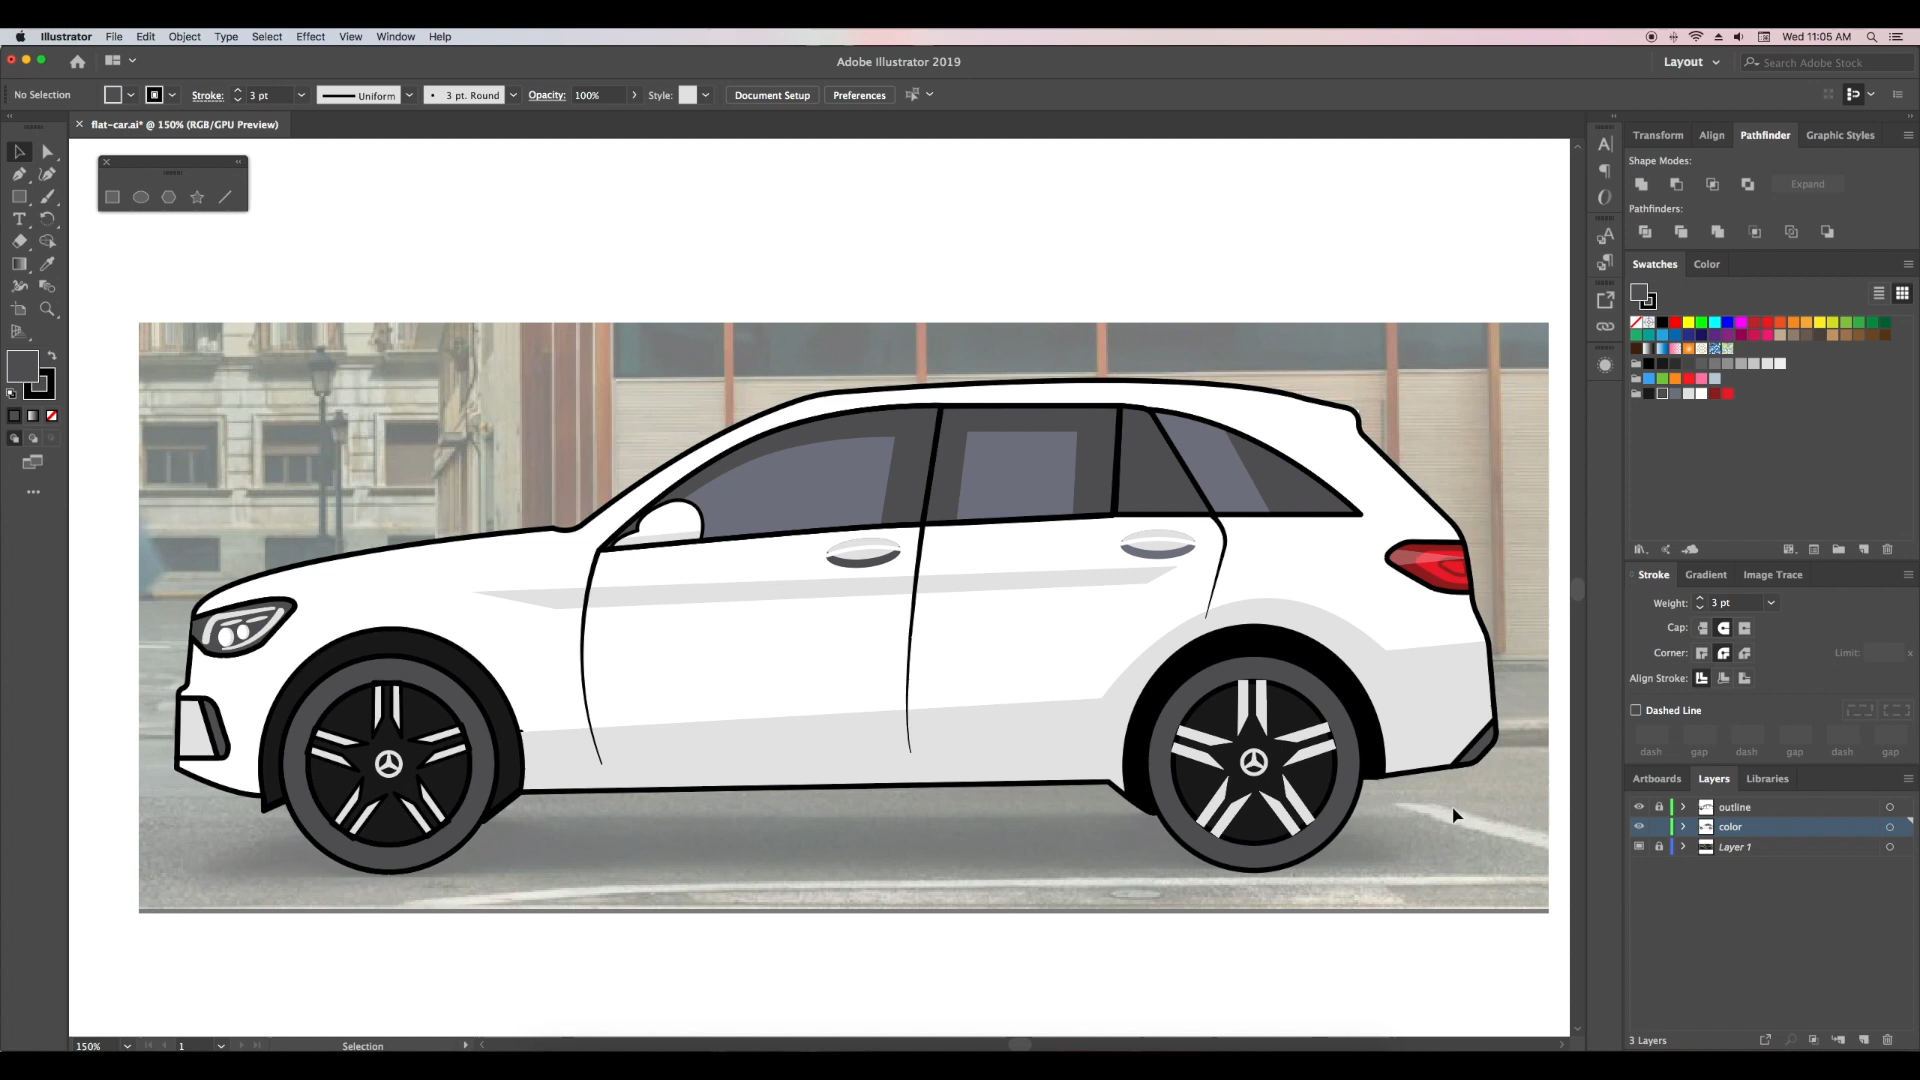 Illustrator File Edit Object Type Select Effect View Window Help
Wed 11:05 AM
Adobe Illustrator 2019
Layout
Search Adobe Stock
No Selection
Stroke: 3 pt
Uniform
3 pt. Round
Opacity: 100%
Style:
Document Setup
Preferences
flat-car.ai* @ 150% (RGB/GPU Preview)
Transform Align Pathfinder Graphic Styles
Shape Modes:
Expand
Pathfinders:
Swatches Color
Stroke Gradient Image Trace
Weight: 3 pt
Cap:
Corner:
Limit: x
Align Stroke:
Dashed Line
dash gap dash gap dash gap
Artboards Layers Libraries
outline
color
Layer 1
3 Layers
150%
1
Selection